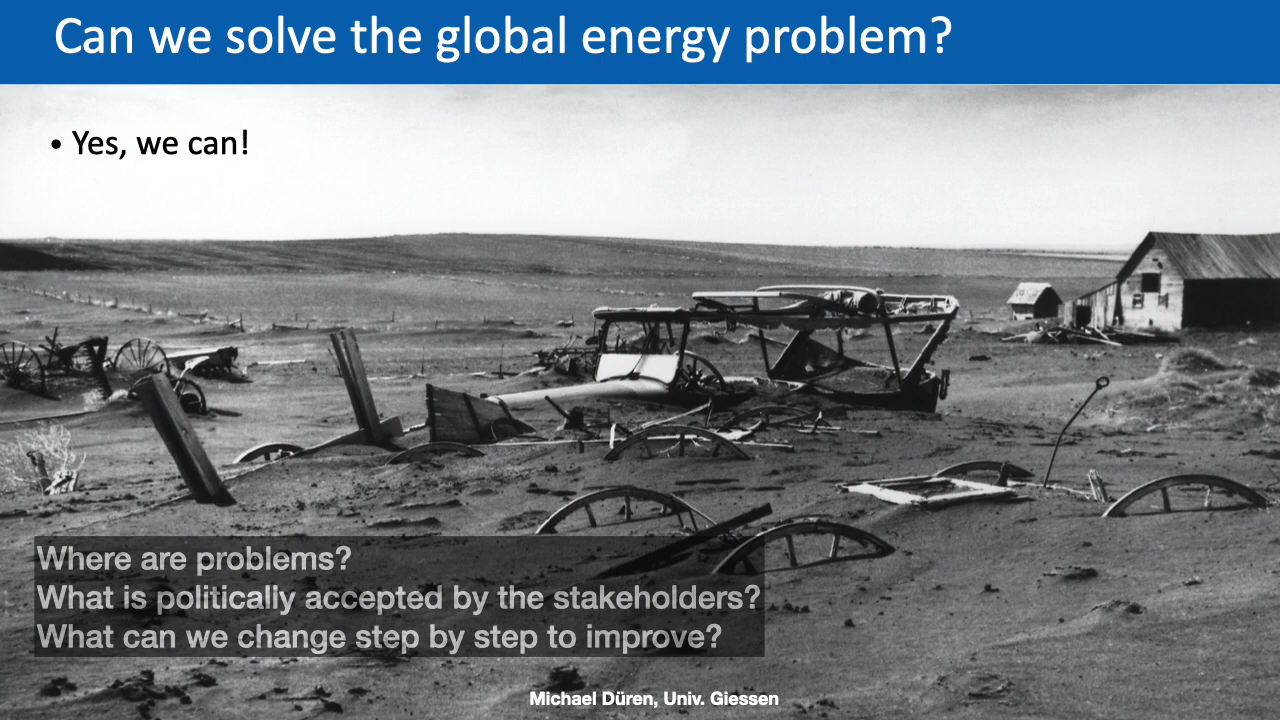 Can we solve the global energy problem?
• Yes, we can!
Where are problems?
What is politically accepted by the stakeholders?
What can we change step by step to improve?
Michael Düren, Univ. Giessen